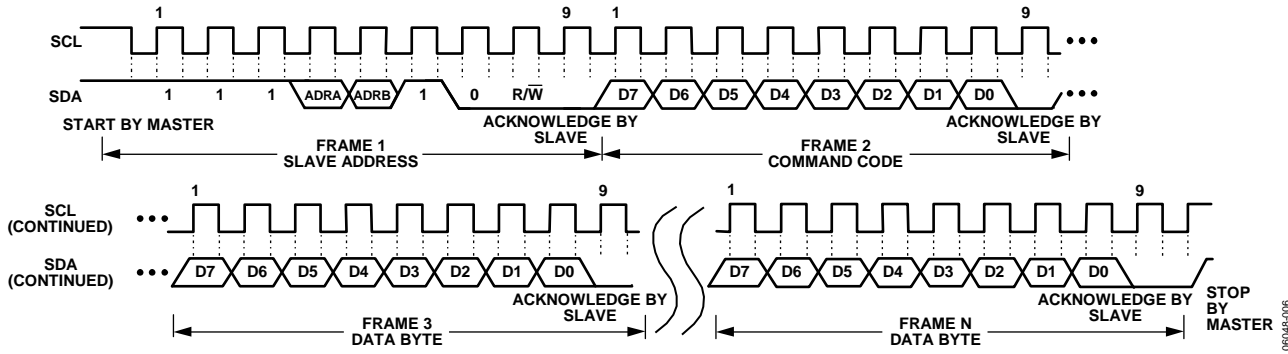 1 9 1 9
SCL
SDA
1 1 1 ADRA ADRB 1 0 R/W̅ D7 D6 D5 D4 D3 D2 D1 D0
START BY MASTER
ACKNOWLEDGE BY
SLAVE
ACKNOWLEDGE BY
SLAVE
FRAME 1
SLAVE ADDRESS
FRAME 2
COMMAND CODE
1 9 1 9
SCL
(CONTINUED)
SDA
(CONTINUED)
D7 D6 D5 D4 D3 D2 D1 D0 D7 D6 D5 D4 D3 D2 D1 D0
ACKNOWLEDGE BY
SLAVE
ACKNOWLEDGE BY
SLAVE
STOP
BY
MASTER
FRAME 3
DATA BYTE
FRAME N
DATA BYTE
06048-006